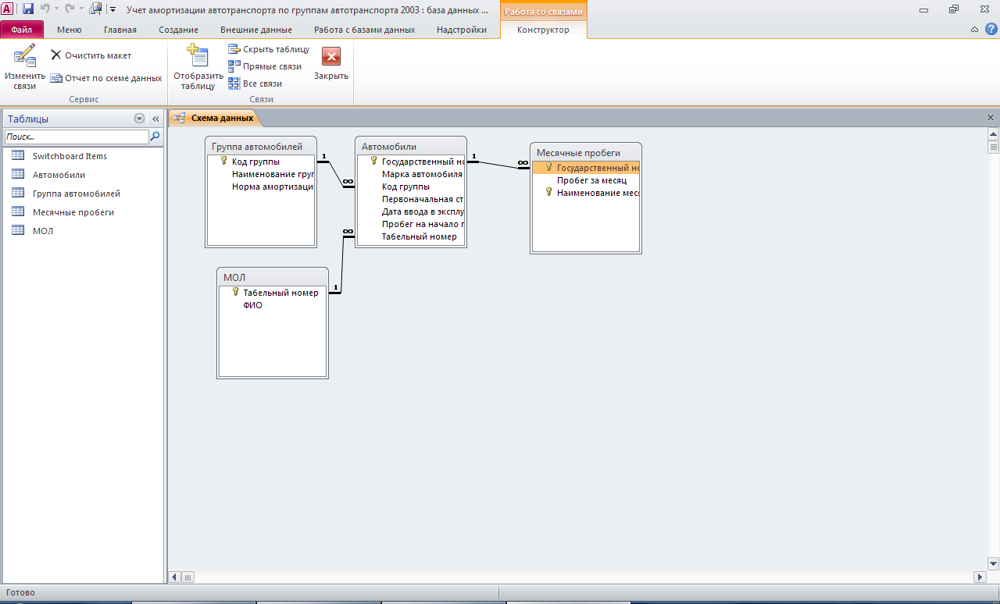 Учет амортизации автотранспорта по группам автотранспорта 2003 : база данных ...
Работа со связями
Файл
Меню
Главная
Создание
Внешние данные
Работа с базами данных
Надстройки
Конструктор
Изменить
связи
Очистить макет
Отчет по схеме данных
Сервис
Отобразить
таблицу
Скрыть таблицу
Прямые связи
Все связи
Закрыть
Связи
Таблицы
Поиск...
Switchboard Items
Автомобили
Группа автомобилей
Месячные пробеги
МОЛ
Схема данных
Группа автомобилей
Код группы
Наименование груп
Норма амортизаци
1
∞
Автомобили
Государственный но
Марка автомобиля
Код группы
Первоначальная ст
Дата ввода в эксплу
Пробег на начало г
Табельный номер
1
∞
Месячные пробеги
Государственный но
Пробег за месяц
Наименование меся
МОЛ
Табельный номер
ФИО
1
∞
Готово